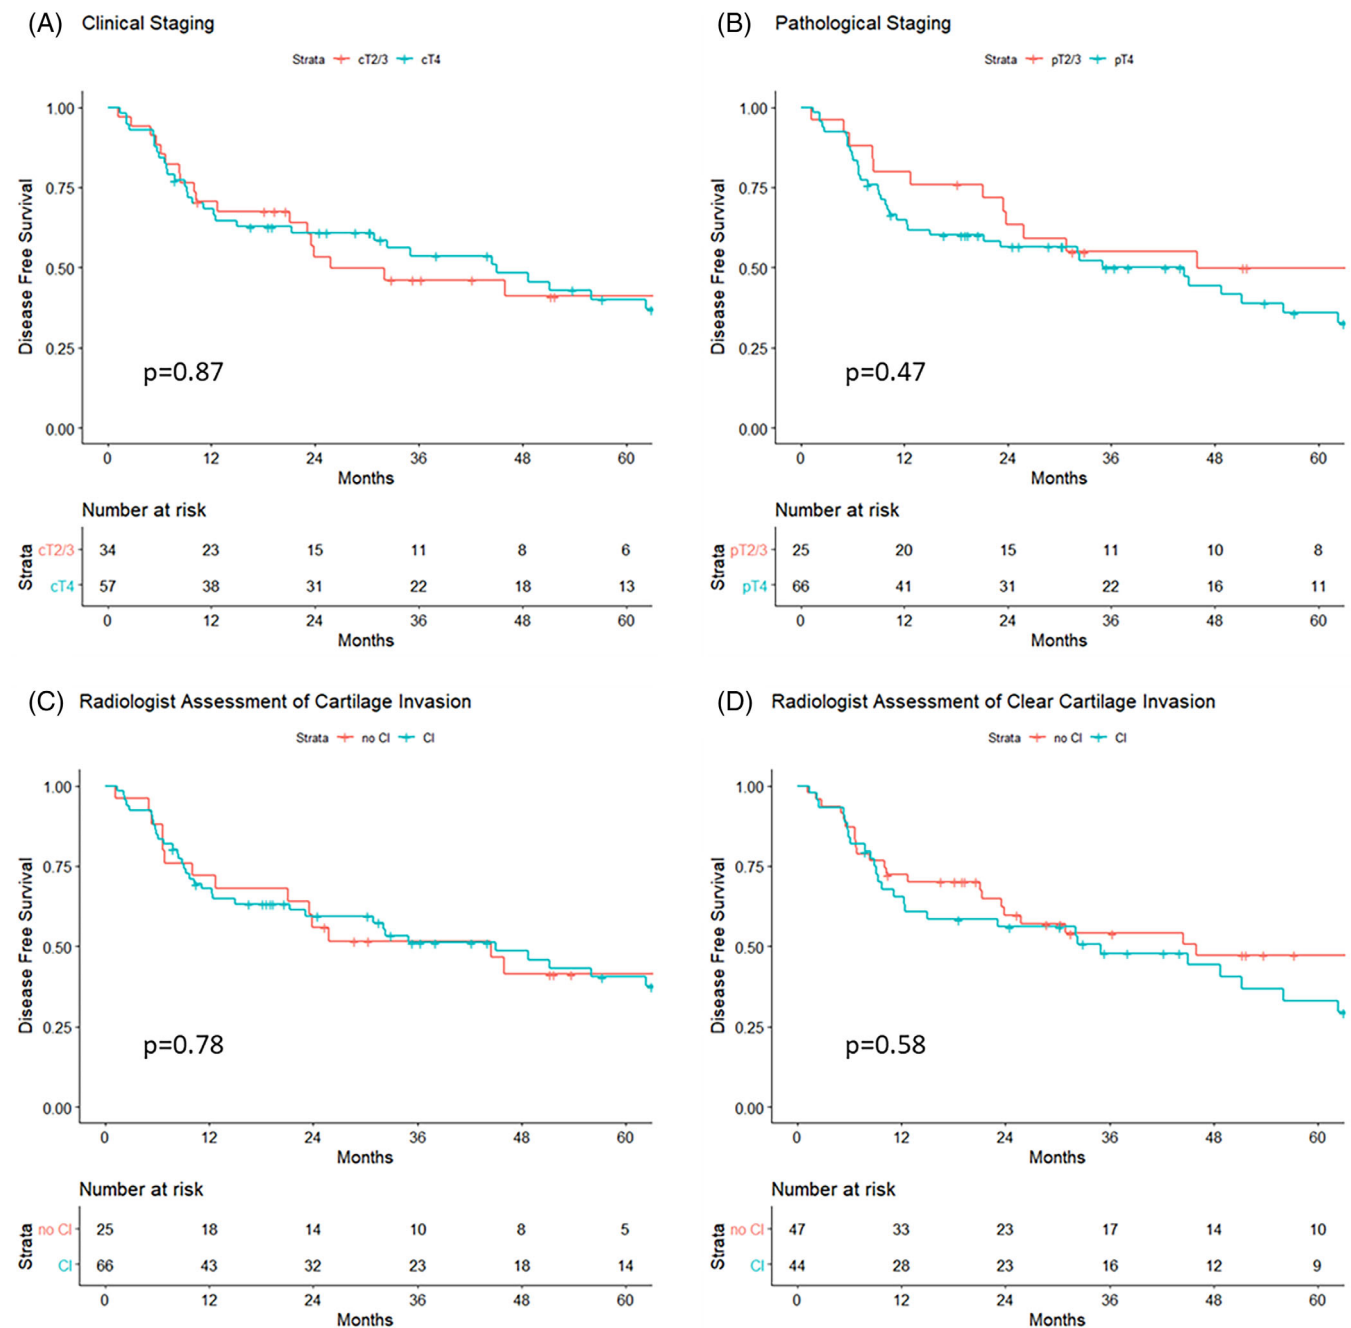 (A) Clinical Staging
Strata cT2/3 cT4
Disease Free Survival
1.00
0.75
0.50
0.25
0.00
p=0.87
0 12 24 36 48 60
Months
Number at risk
Strata
cT2/3 34 23 15 11 8 6
cT4 57 38 31 22 18 13
0 12 24 36 48 60
Months
(B) Pathological Staging
Strata pT2/3 pT4
Disease Free Survival
1.00
0.75
0.50
0.25
0.00
p=0.47
0 12 24 36 48 60
Months
Number at risk
Strata
pT2/3 25 20 15 11 10 8
pT4 66 41 31 22 16 11
0 12 24 36 48 60
Months
(C) Radiologist Assessment of Cartilage Invasion
Strata no CI CI
Disease Free Survival
1.00
0.75
0.50
0.25
0.00
p=0.78
0 12 24 36 48 60
Months
Number at risk
Strata
no CI 25 18 14 10 8 5
CI 66 43 32 23 18 14
0 12 24 36 48 60
Months
(D) Radiologist Assessment of Clear Cartilage Invasion
Strata no CI CI
Disease Free Survival
1.00
0.75
0.50
0.25
0.00
p=0.58
0 12 24 36 48 60
Months
Number at risk
Strata
no CI 47 33 23 17 14 10
CI 44 28 23 16 12 9
0 12 24 36 48 60
Months